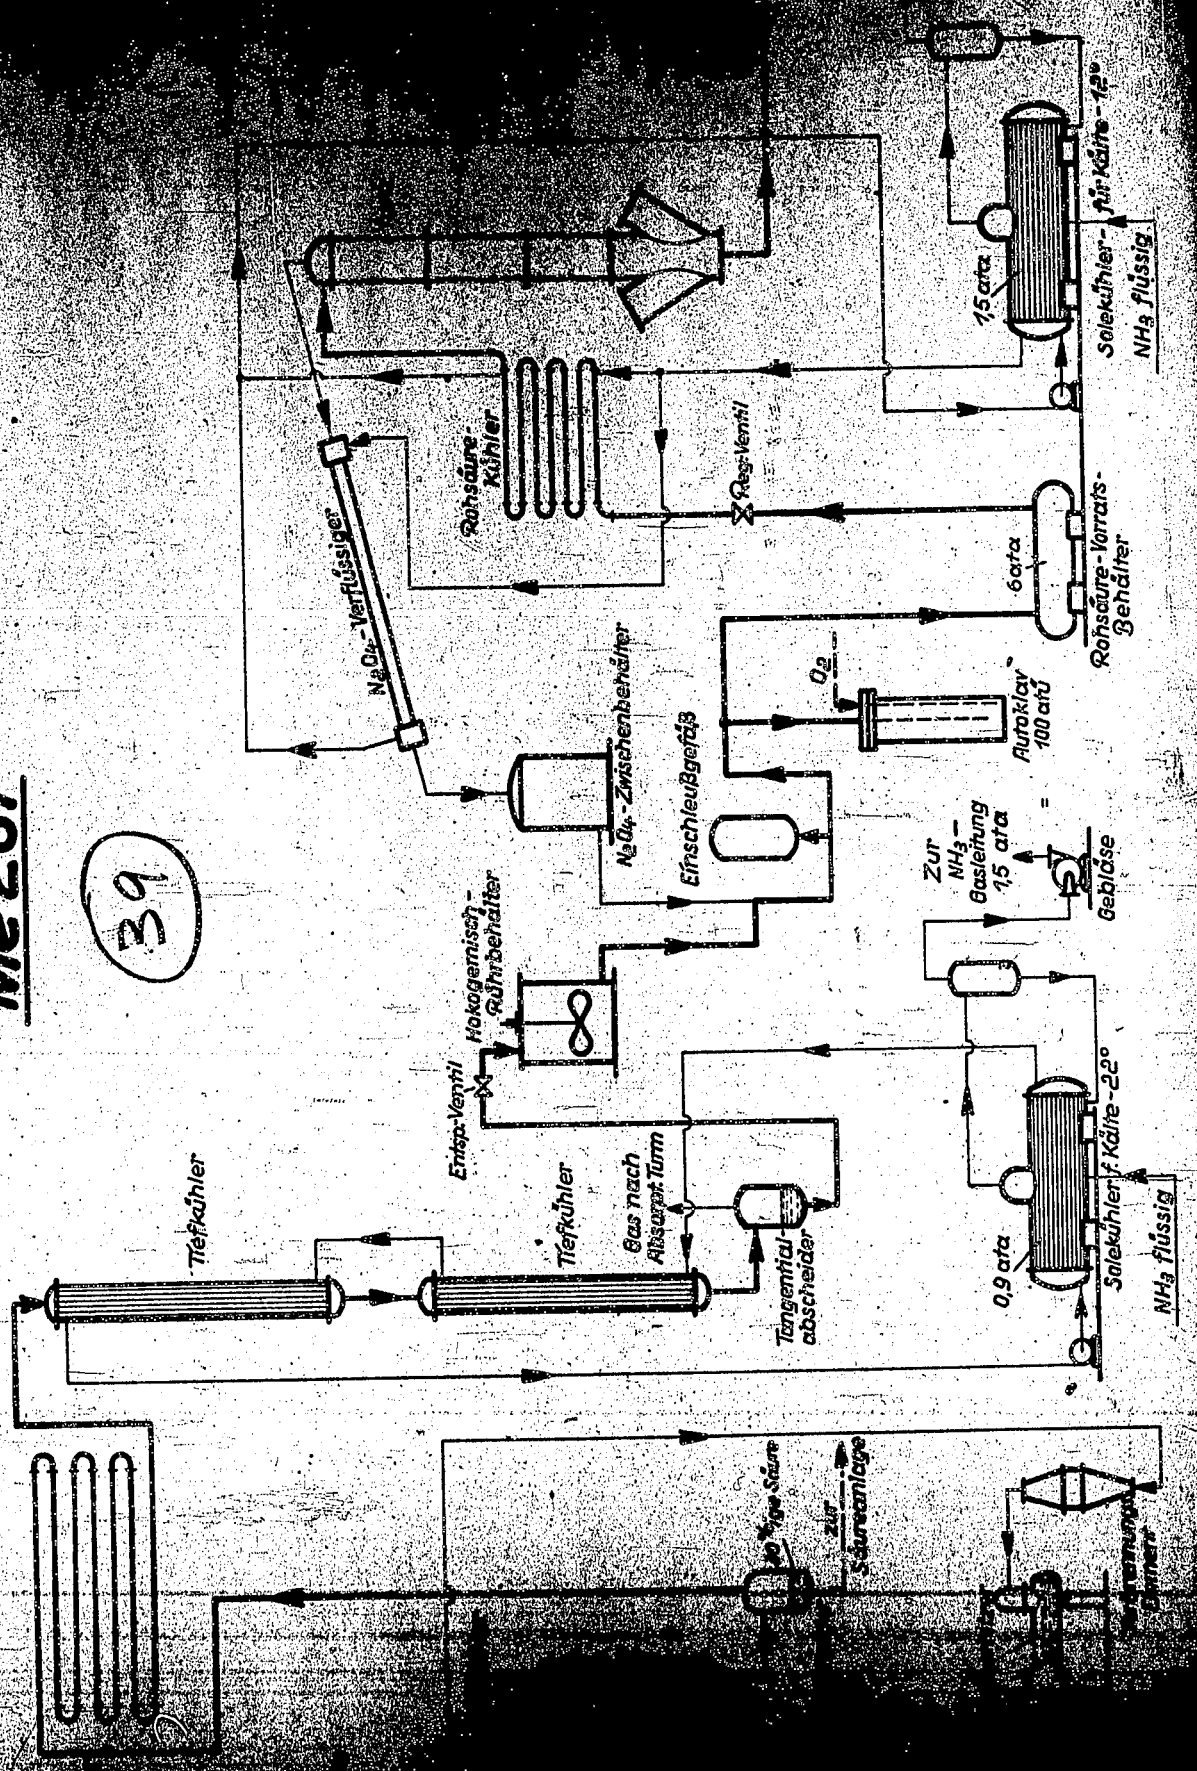 39
Tiefkühler
Tiefkühler
Entsp.-Ventil
Gas nach
Absorpt. Turm
Tangential-
abscheider
0,9 ata
Solekühler f. Kälte -22°
NH₃ flüssig
10%ige Säure
zur
Säureanlage
Hokogemisch-
Rührbehälter
Zur
NH₃-
Gasleitung
1,5 ata
Gebläse
N₂O₄-Verflüssiger
N₂O₄-Zwischenbehälter
Einschleußgefäß
O₂
Autoklav
100 atü
Rohsäure-
Kühler
Reg.-Ventil
6 ata
Rohsäure-Vorrats-
Behälter
1,5 ata
Solekühler- für Kälte -12°
NH₃ flüssig